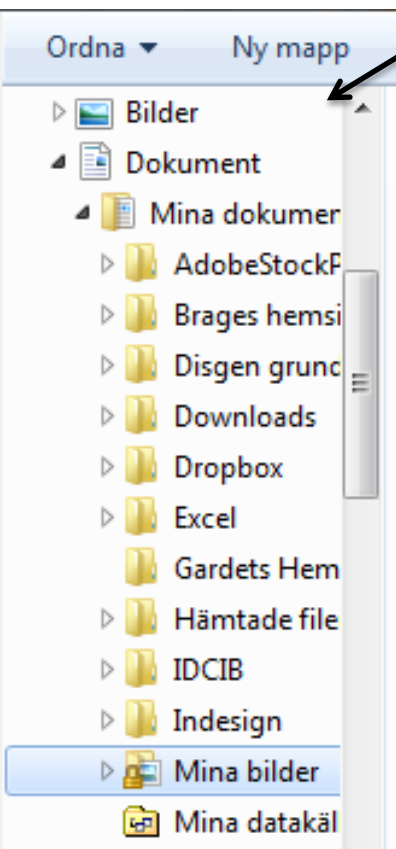 Ordna Ny mapp
Bilder
Dokument
Mina dokumen
AdobeStockP
Brages hemsi
Disgen grund
Downloads
Dropbox
Excel
Gardets Hem
Hämtade file
IDCIB
Indesign
Mina bilder
Mina datakäl